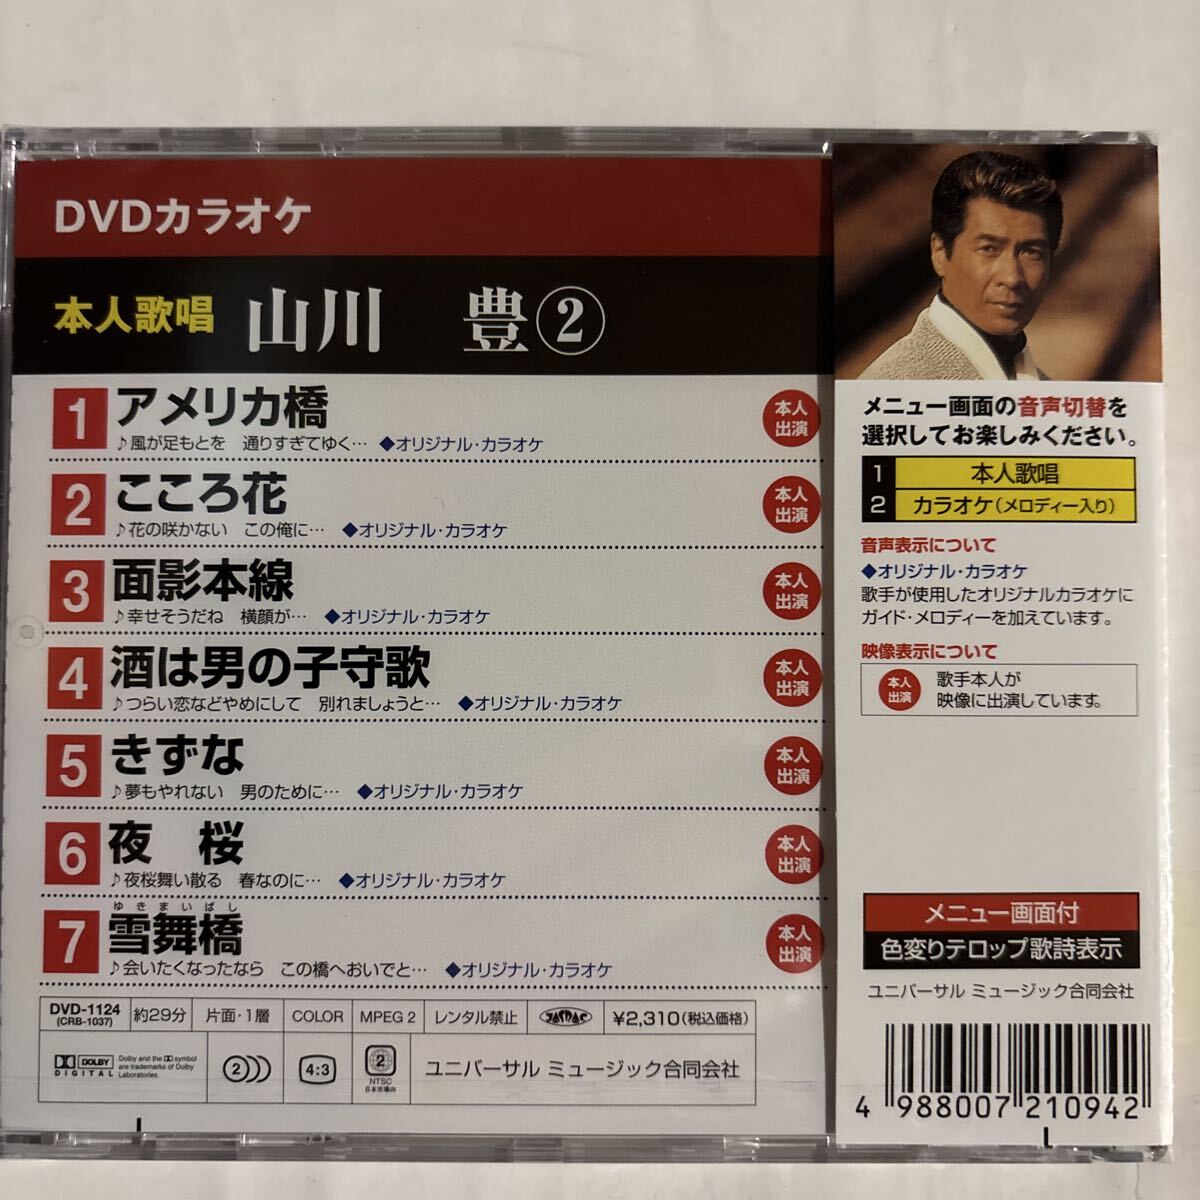 DVDカラオケ
本人歌唱 山川 豊②
1 アメリカ橋 本人出演
♪風が足もとを 通りすぎてゆく… ◆オリジナル・カラオケ
2 こころ花 本人出演
♪花の咲かない この俺に… ◆オリジナル・カラオケ
3 面影本線 本人出演
♪幸せそうだね 横顔が… ◆オリジナル・カラオケ
4 酒は男の子守歌 本人出演
♪つらい恋などやめにして 別れましょうと… ◆オリジナル・カラオケ
5 きずな 本人出演
♪夢もやれない 男のために… ◆オリジナル・カラオケ
6 夜 桜 本人出演
♪夜桜舞い散る 春なのに… ◆オリジナル・カラオケ
ゆきまいばし
7 雪舞橋 本人出演
♪会いたくなったなら この橋へおいでと… ◆オリジナル・カラオケ
DVD-1124
(CRB-1037)
約29分 片面・1層 COLOR MPEG 2 レンタル禁止 JASRAC ¥2,310(税込価格)
DOLBY
DIGITAL
Dolby and the DD symbol
are trademarks of Dolby
Laboratories.
2 4:3 2
NTSC
日本市場向
ユニバーサル ミュージック合同会社
メニュー画面の音声切替を
選択してお楽しみください。
1 本人歌唱
2 カラオケ(メロディー入り)
音声表示について
◆オリジナル・カラオケ
歌手が使用したオリジナルカラオケに
ガイド・メロディーを加えています。
映像表示について
本人出演 歌手本人が
映像に出演しています。
メニュー画面付
色変りテロップ歌詩表示
ユニバーサル ミュージック合同会社
4 988007 210942